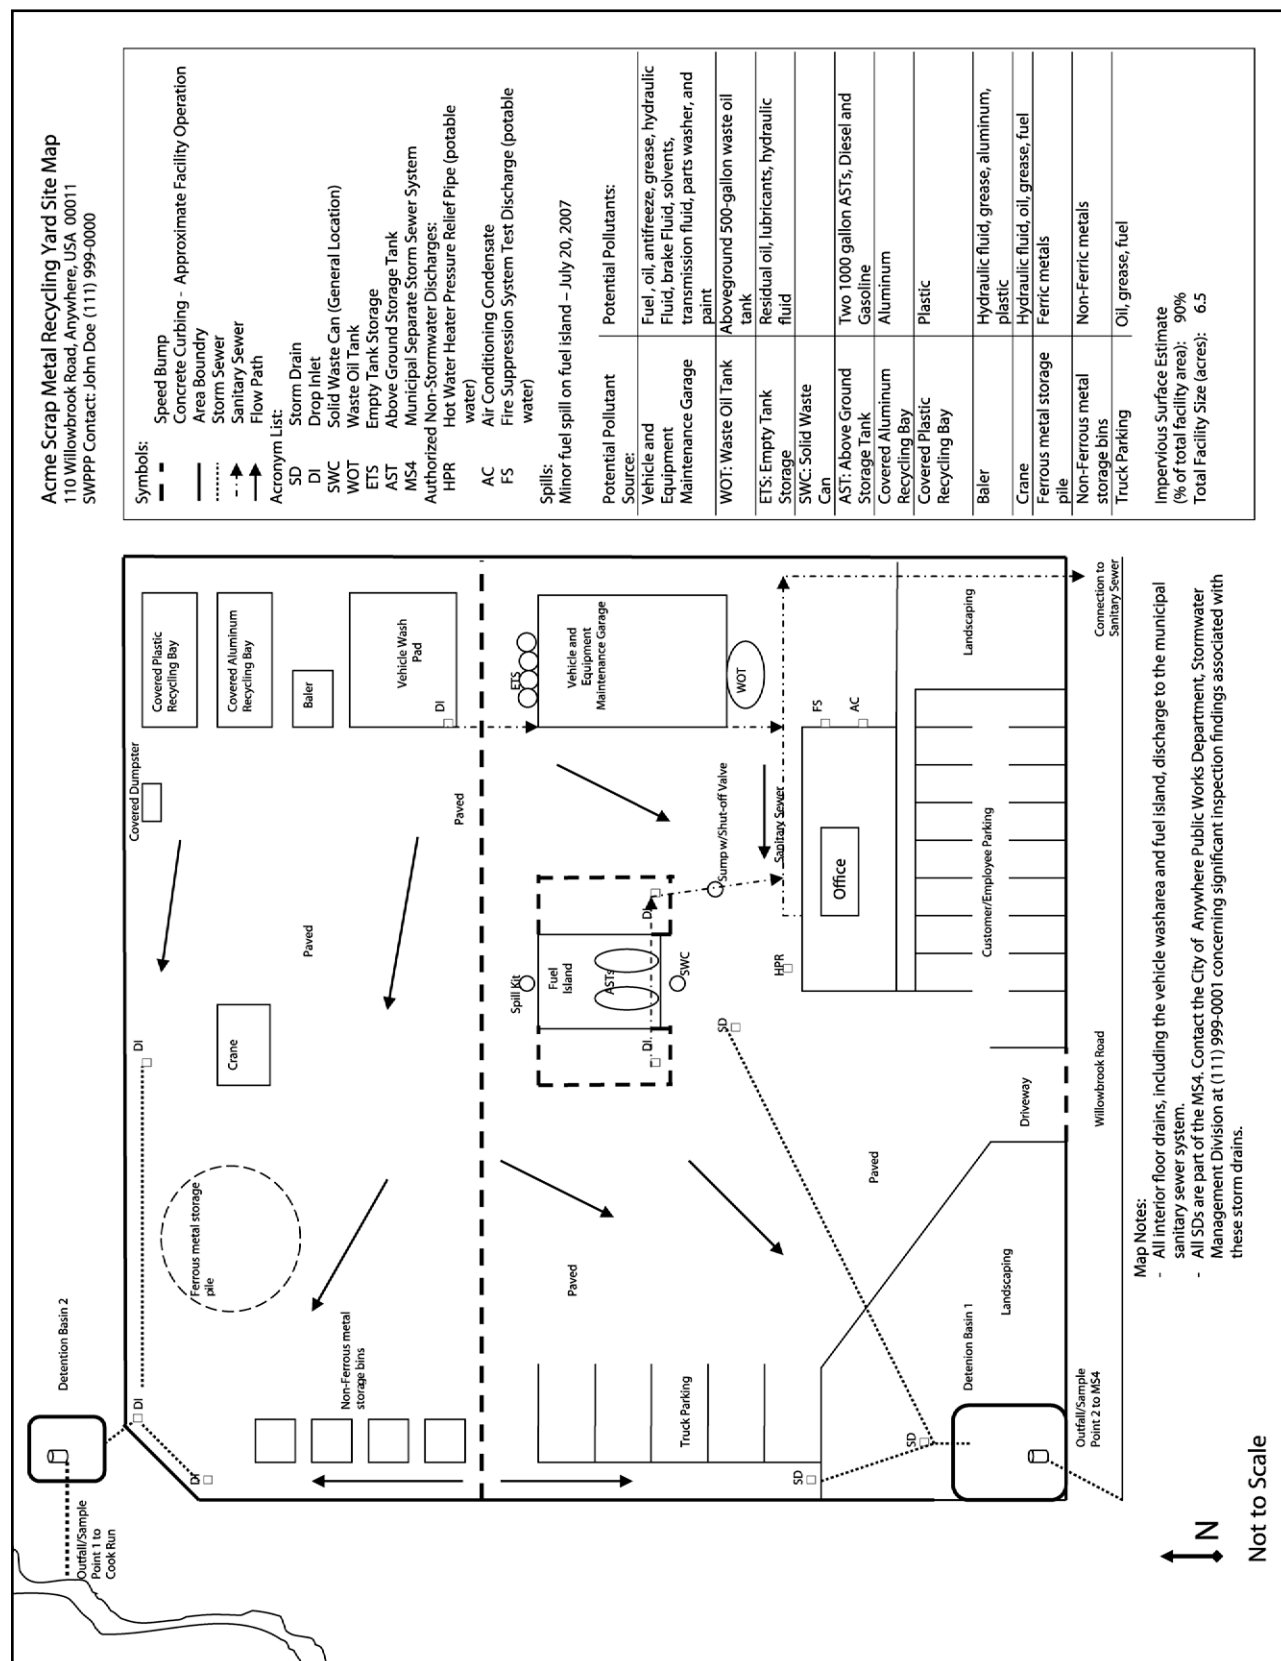 Acme Scrap Metal Recycling Yard Site Map
110 Willowbrook Road, Anywhere, USA 00011
SWPPP Contact: John Doe (111) 999-0000
Symbols:
Speed Bump
Concrete Curbing - Approximate Facility Operation
Area Boundry
Storm Sewer
Sanitary Sewer
Flow Path
Acronym List:
SD Storm Drain
DI Drop Inlet
SWC Solid Waste Can (General Location)
WOT Waste Oil Tank
ETS Empty Tank Storage
AST Above Ground Storage Tank
MS4 Municipal Separate Storm Sewer System
Authorized Non-Stormwater Discharges:
HPR Hot Water Heater Pressure Relief Pipe (potable
water)
AC Air Conditioning Condensate
FS Fire Suppression System Test Discharge (potable
water)
Spills:
Minor fuel spill on fuel island – July 20, 2007
Potential Pollutant
Source:
Potential Pollutants:
Vehicle and
Equipment
Maintenance Garage
Fuel , oil, antifreeze, grease, hydraulic
Fluid, brake Fluid, solvents,
transmission fluid, parts washer, and
paint
WOT: Waste Oil Tank
Aboveground 500-gallon waste oil
tank
ETS: Empty Tank
Storage
Residual oil, lubricants, hydraulic
fluid
SWC: Solid Waste
Can
AST: Above Ground
Storage Tank
Two 1000 gallon ASTs, Diesel and
Gasoline
Covered Aluminum
Recycling Bay
Aluminum
Covered Plastic
Recycling Bay
Plastic
Baler
Hydraulic fluid, grease, aluminum,
plastic
Crane
Hydraulic fluid, oil, grease, fuel
Ferrous metal storage
pile
Ferric metals
Non-Ferrous metal
storage bins
Non-Ferric metals
Truck Parking
Oil, grease, fuel
Impervious Surface Estimate
(% of total facility area): 90%
Total Facility Size (acres): 6.5
Outfall/Sample
Point 1 to
Cook Run
Detention Basin 2
DI
DI
DI
Covered Dumpster
Covered Plastic
Recycling Bay
Covered Aluminum
Recycling Bay
Baler
Vehicle Wash
Pad
DI
Ferrous metal storage
pile
Crane
Paved
Paved
Non-Ferrous metal
storage bins
Spill Kit
Fuel
Island
ASTs
DI
DI
SWC
ETS
Vehicle and
Equipment
Maintenance Garage
WOT
Sump w/Shut-off Valve
Sanitary Sewer
Paved
Truck Parking
SD
SD
SD
HPR
Office
FS
AC
Paved
Customer/Employee Parking
Landscaping
Detenion Basin 1
Landscaping
Driveway
Outfall/Sample
Point 2 to MS4
Willowbrook Road
Connection to
Sanitary Sewer
Map Notes:
- All interior floor drains, including the vehicle washarea and fuel island, discharge to the municipal
sanitary sewer system.
- All SDs are part of the MS4. Contact the City of Anywhere Public Works Department, Stormwater
Management Division at (111) 999-0001 concerning significant inspection findings associated with
these storm drains.
N
Not to Scale